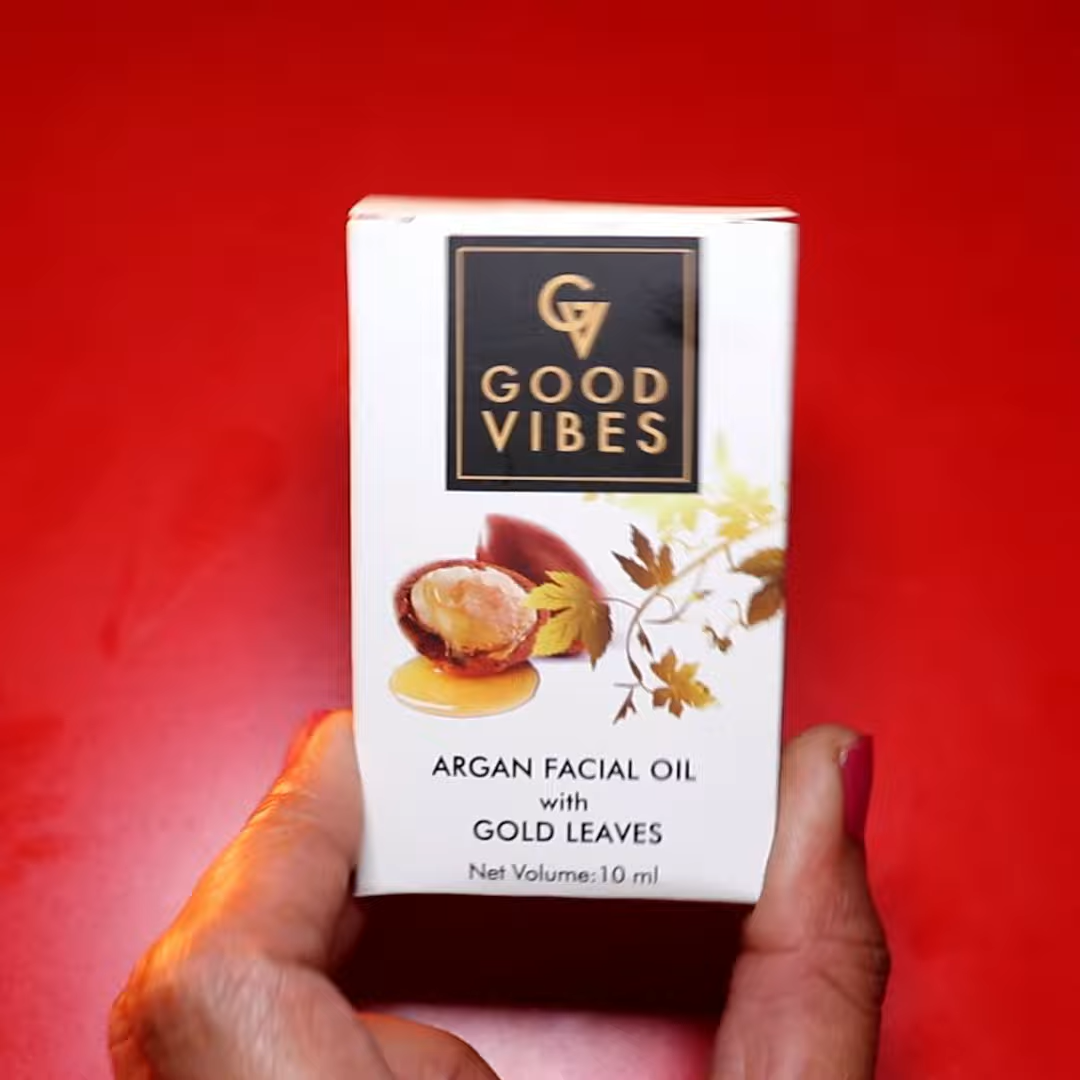 GV
GOOD
VIBES
ARGAN FACIAL OIL
with
GOLD LEAVES
Net Volume:10 ml